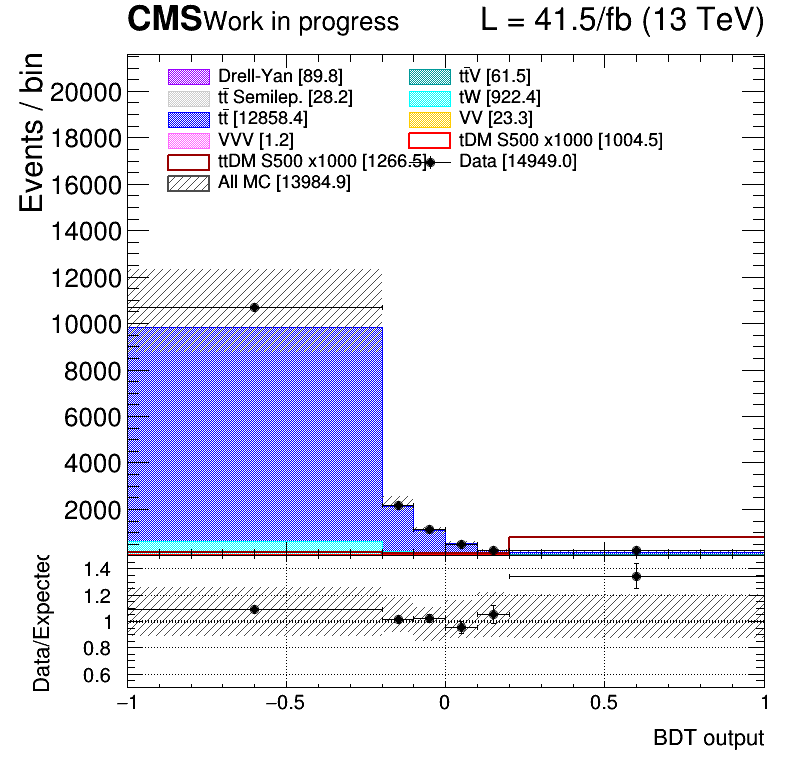 CMS Work in progress L = 41.5/fb (13 TeV)
Events / bin
Drell-Yan [89.8] tt̄V [61.5]
tt̄ Semilep. [28.2] tW [922.4]
tt̄ [12858.4] VV [23.3]
VVV [1.2] tDM S500 x1000 [1004.5]
ttDM S500 x1000 [1266.5] Data [14949.0]
All MC [13984.9]
20000
18000
16000
14000
12000
10000
8000
6000
4000
2000
Data/Expected
1.4
1.2
1
0.8
0.6
−1 −0.5 0 0.5 1
BDT output